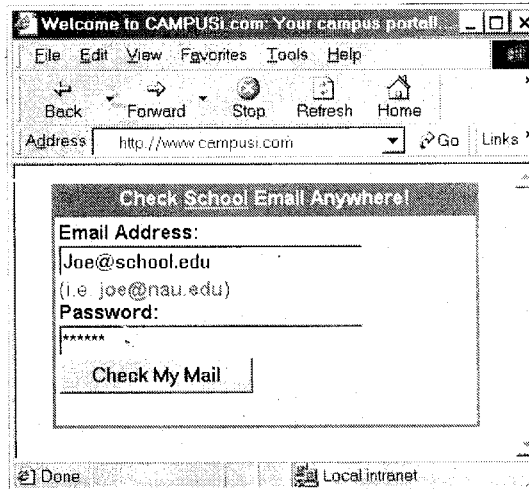 Welcome to CAMPUSi.com: Your campus portal!...
File Edit View Favorites Tools Help
Back Forward Stop Refresh Home
Address http://www.campusi.com Go Links
Check School Email Anywhere!
Email Address:
Joe@school.edu
(i.e. joe@nau.edu)
Password:
******
Check My Mail
Done Local intranet